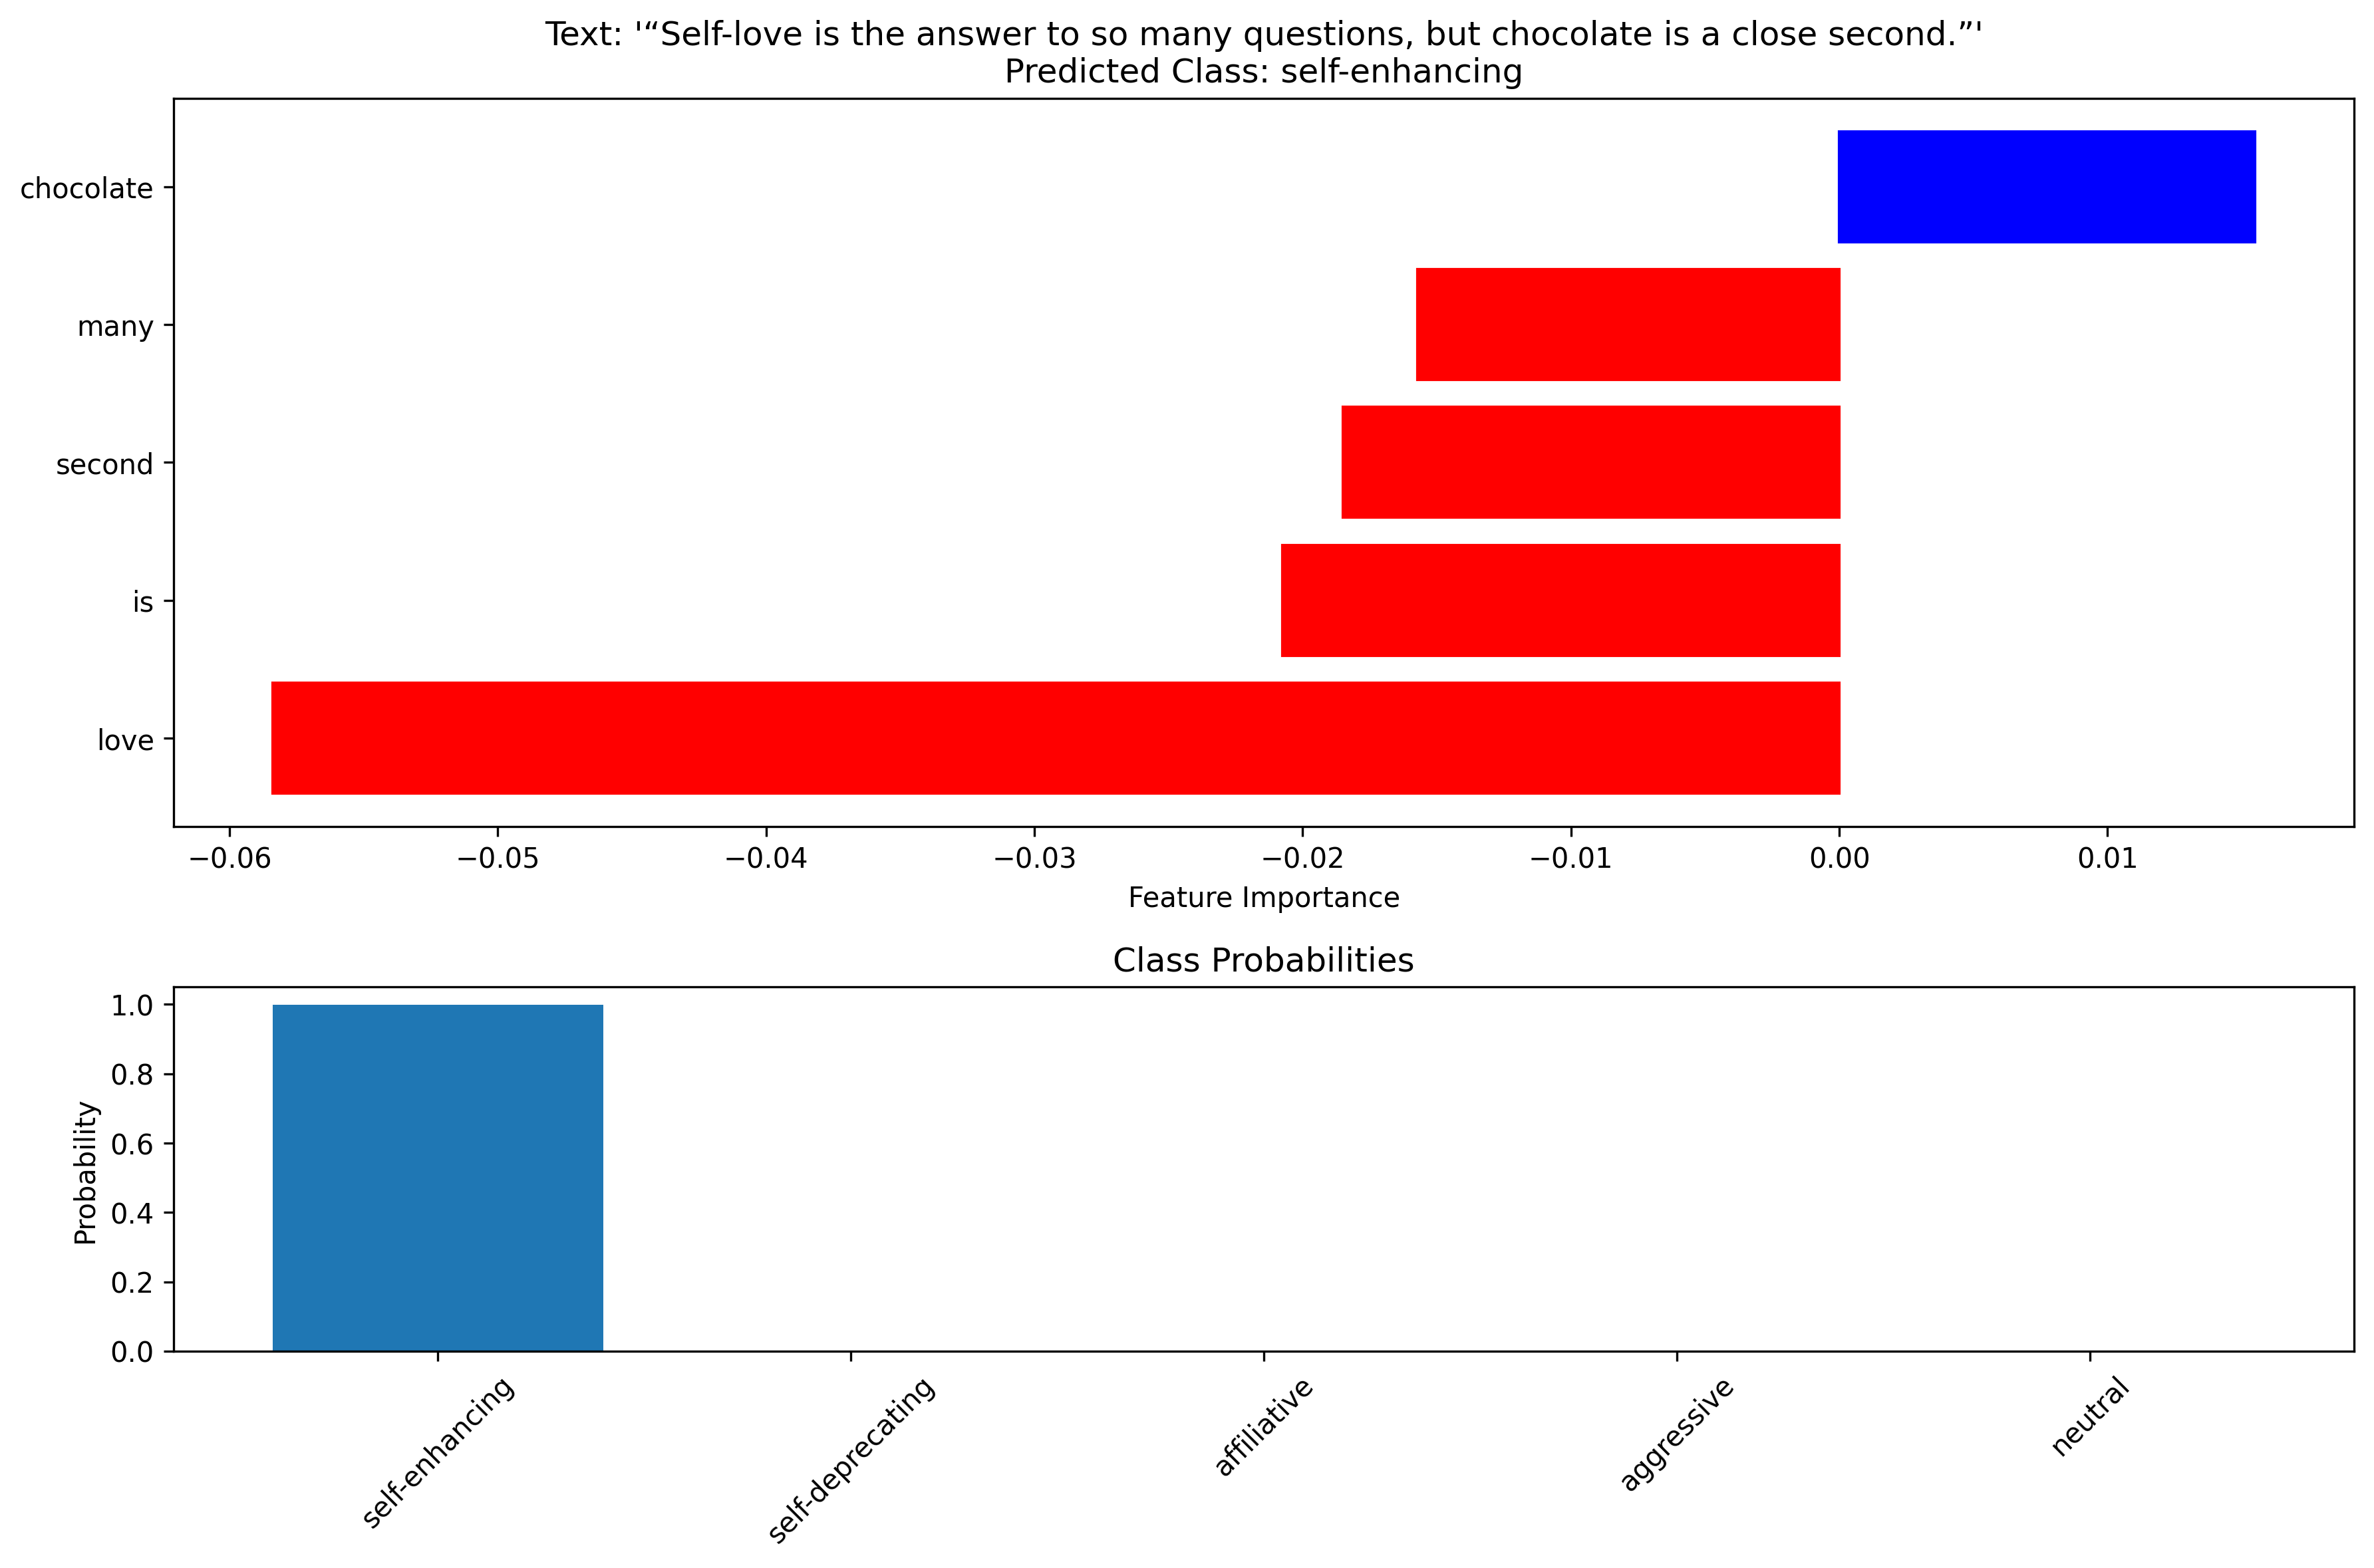 Text: '“Self-love is the answer to so many questions, but chocolate is a close second.”'
Predicted Class: self-enhancing
chocolate
many
second
is
love
−0.06 −0.05 −0.04 −0.03 −0.02 −0.01 0.00 0.01
Feature Importance
Class Probabilities
1.0
0.8
0.6
0.4
0.2
0.0
Probability
self-enhancing
self-deprecating
affiliative
aggressive
neutral